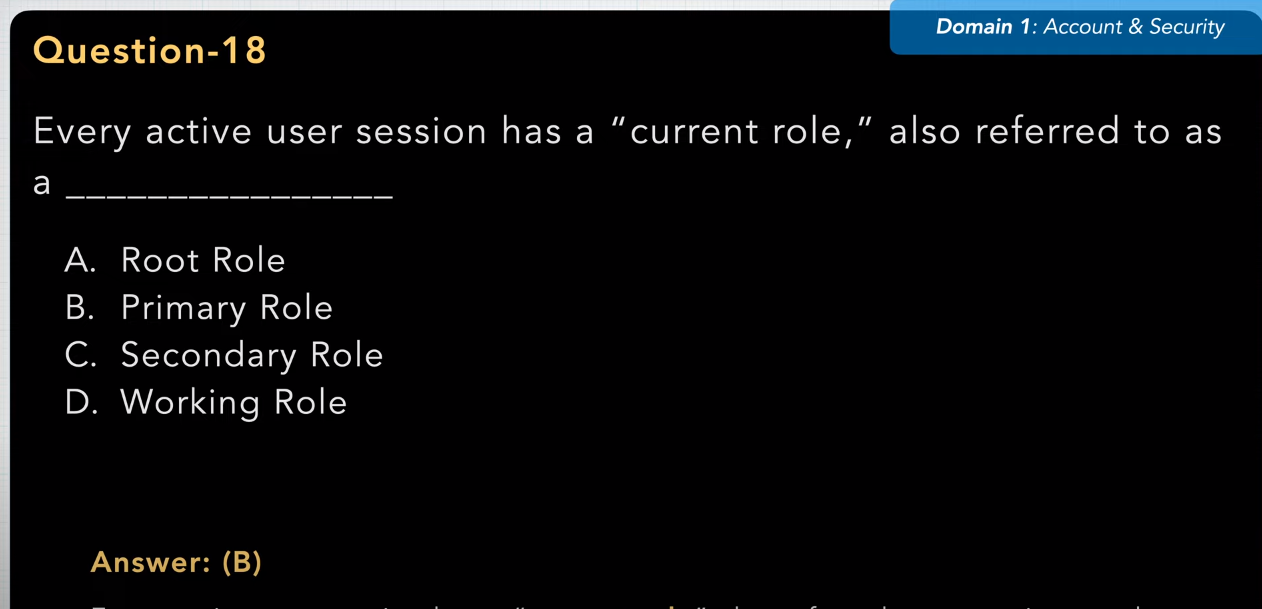 Domain 1: Account & Security
Question-18
Every active user session has a “current role,” also referred to as
a ________________
A. Root Role
B. Primary Role
C. Secondary Role
D. Working Role
Answer: (B)